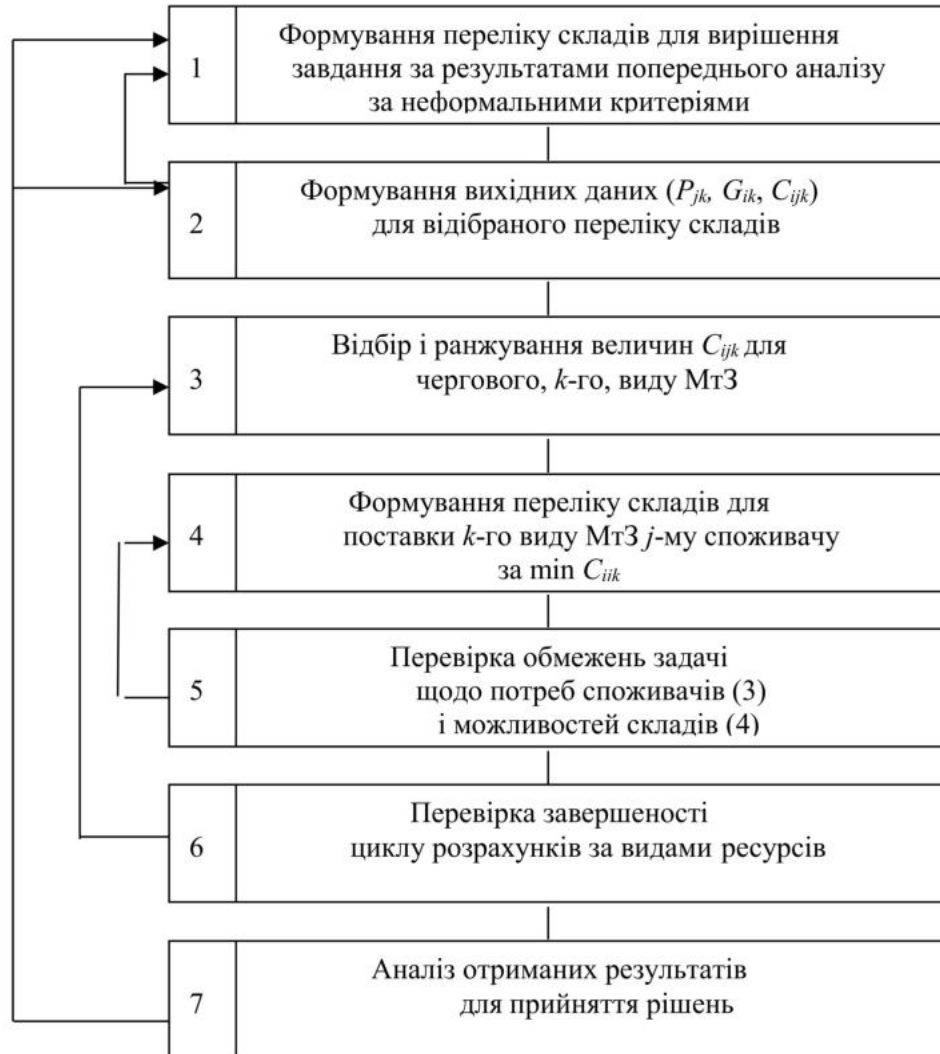 1
Формування переліку складів для вирішення
завдання за результатами попереднього аналізу
за неформальними критеріями
2
Формування вихідних даних (Pjk, Gik, Cijk)
для відібраного переліку складів
3
Відбір і ранжування величин Cijk для
чергового, k-го, виду МтЗ
4
Формування переліку складів для
поставки k-го виду МтЗ j-му споживачу
за min Cijk
5
Перевірка обмежень задачі
щодо потреб споживачів (3)
і можливостей складів (4)
6
Перевірка завершеності
циклу розрахунків за видами ресурсів
7
Аналіз отриманих результатів
для прийняття рішень